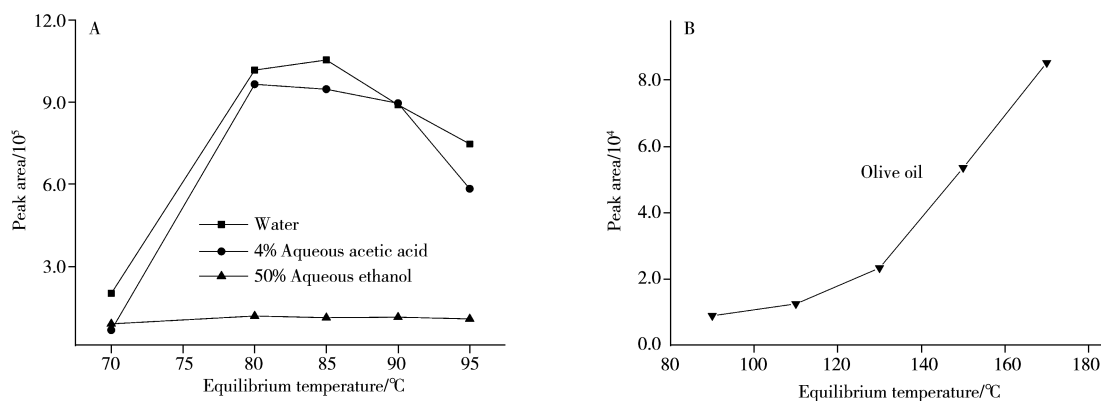 A
12.0
9.0
6.0
3.0
Peak area/10⁵
Water
4% Aqueous acetic acid
50% Aqueous ethanol
70 75 80 85 90 95
Equilibrium temperature/℃
B
8.0
6.0
4.0
2.0
0.0
Peak area/10⁴
Olive oil
80 100 120 140 160 180
Equilibrium temperature/℃